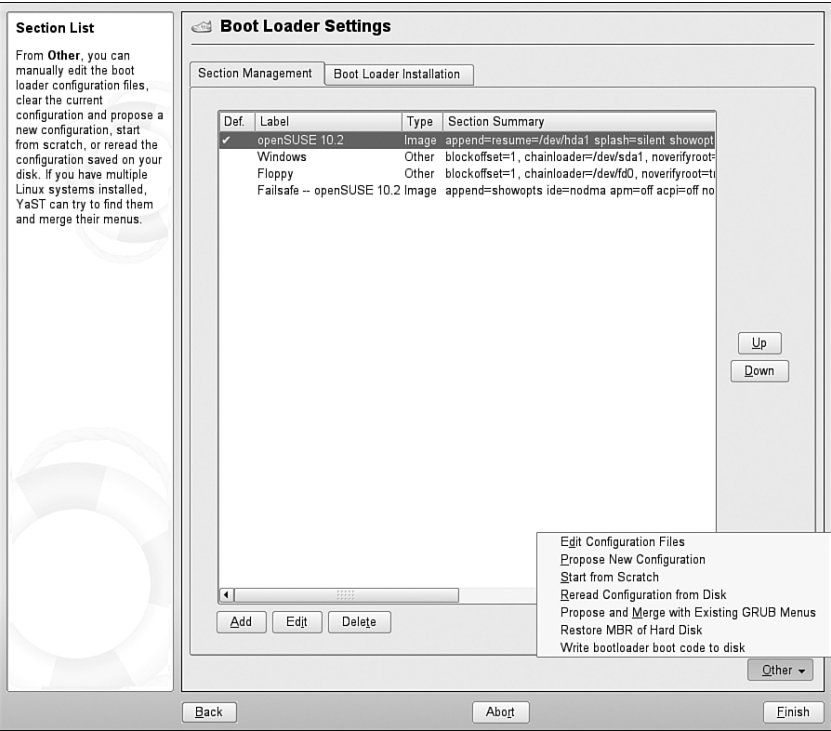 Section List
From Other, you can
manually edit the boot
loader configuration files,
clear the current
configuration and propose a
new configuration, start
from scratch, or reread the
configuration saved on your
disk. If you have multiple
Linux systems installed,
YaST can try to find them
and merge their menus.
Boot Loader Settings
Section Management
Boot Loader Installation
Def. Label Type Section Summary
✔ openSUSE 10.2 Image append=resume=/dev/hda1 splash=silent showopt
Windows Other blockoffset=1, chainloader=/dev/sda1, noverifyroot=
Floppy Other blockoffset=1, chainloader=/dev/fd0, noverifyroot=tr
Failsafe -- openSUSE 10.2 Image append=showopts ide=nodma apm=off acpi=off no
Up
Down
Edit Configuration Files
Propose New Configuration
Start from Scratch
Reread Configuration from Disk
Propose and Merge with Existing GRUB Menus
Restore MBR of Hard Disk
Write bootloader boot code to disk
Add Edit Delete
Other
Back Abort Finish